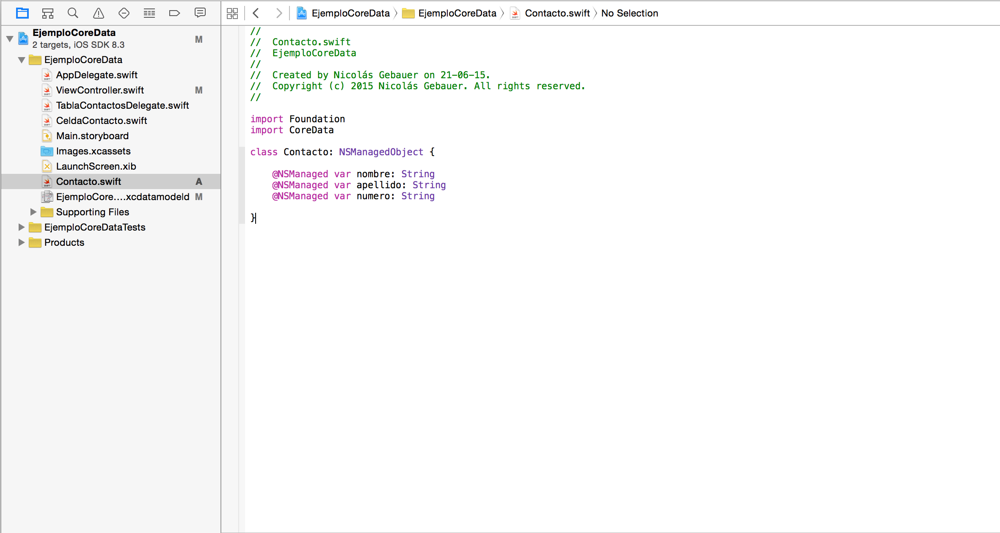 EjemploCoreData > EjemploCoreData > Contacto.swift > No Selection
EjemploCoreData
2 targets, iOS SDK 8.3
M
EjemploCoreData
AppDelegate.swift
ViewController.swift M
TablaContactosDelegate.swift
CeldaContacto.swift
Main.storyboard
Images.xcassets
LaunchScreen.xib
Contacto.swift A
EjemploCore....xcdatamodeld M
Supporting Files
EjemploCoreDataTests
Products
//
//  Contacto.swift
//  EjemploCoreData
//
//  Created by Nicolás Gebauer on 21-06-15.
//  Copyright (c) 2015 Nicolás Gebauer. All rights reserved.
//
import Foundation
import CoreData
class Contacto: NSManagedObject {
    @NSManaged var nombre: String
    @NSManaged var apellido: String
    @NSManaged var numero: String
}